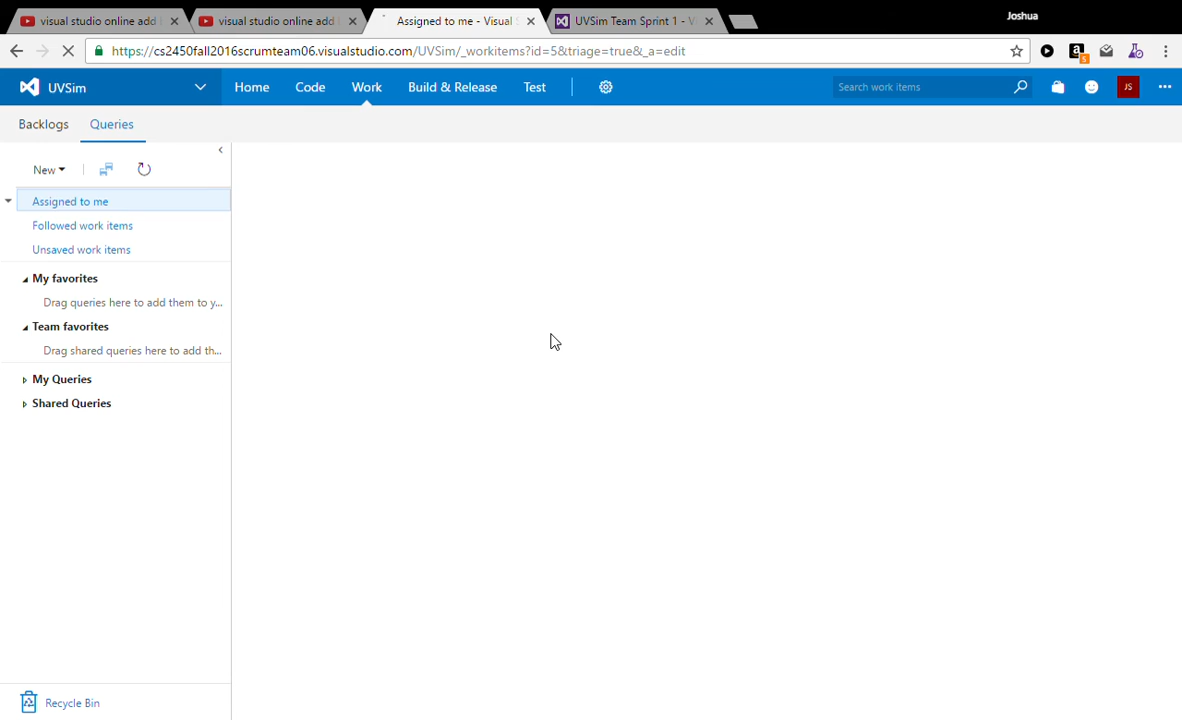 visual studio online add
visual studio online add
Assigned to me - Visual S
UVSim Team Sprint 1 - Vi
Joshua
https://cs2450fall2016scrumteam06.visualstudio.com/UVSim/_workitems?id=5&triage=true&_a=edit
a
5
UVSim
Home
Code
Work
Build & Release
Test
Search work items
JS
Backlogs
Queries
New
Assigned to me
Followed work items
Unsaved work items
My favorites
Drag queries here to add them to y...
Team favorites
Drag shared queries here to add th...
My Queries
Shared Queries
Recycle Bin